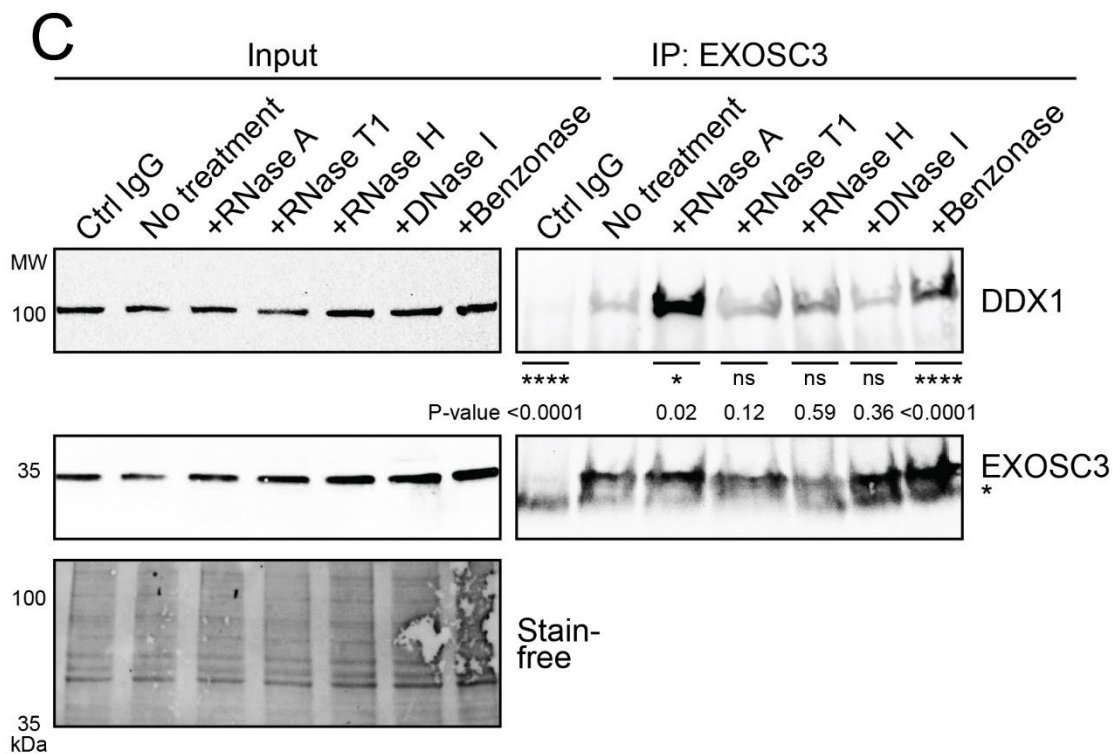 C
Input
IP: EXOSC3
Ctrl IgG
No treatment
+RNase A
+RNase T1
+RNase H
+DNase I
+Benzonase
Ctrl IgG
No treatment
+RNase A
+RNase T1
+RNase H
+DNase I
+Benzonase
MW
100
DDX1
**** * ns ns ns ****
P-value <0.0001 0.02 0.12 0.59 0.36 <0.0001
35
EXOSC3
*
100
Stain-
free
35
kDa